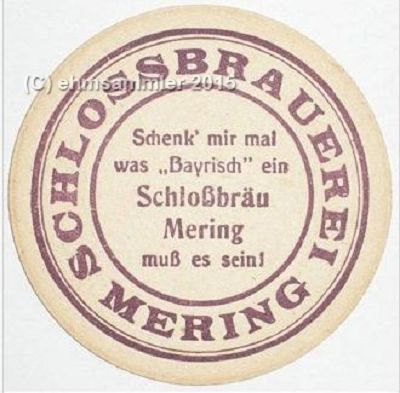 (C) ehmsammler 2015
SCHLOSSBRAUEREI
Schenk' mir mal
was „Bayrisch" ein
Schloßbräu
Mering
muß es sein!
MERING